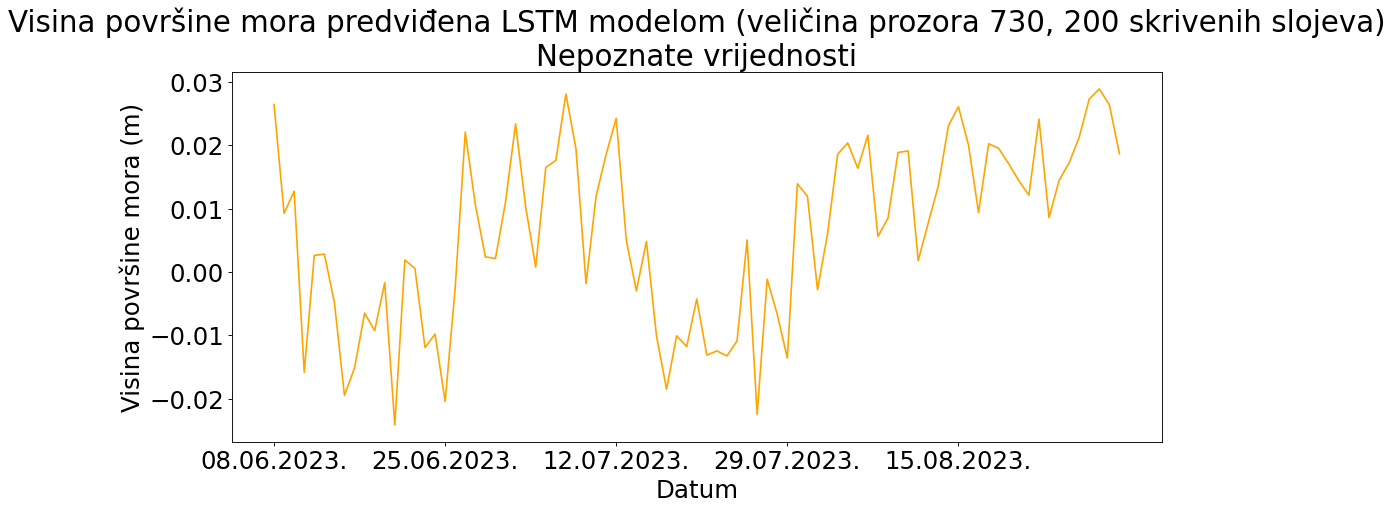 Visina površine mora predviđena LSTM modelom (veličina prozora 730, 200 skrivenih slojeva)
Nepoznate vrijednosti
Visina površine mora (m)
0.03
0.02
0.01
0.00
−0.01
−0.02
08.06.2023.
25.06.2023.
12.07.2023.
29.07.2023.
15.08.2023.
Datum